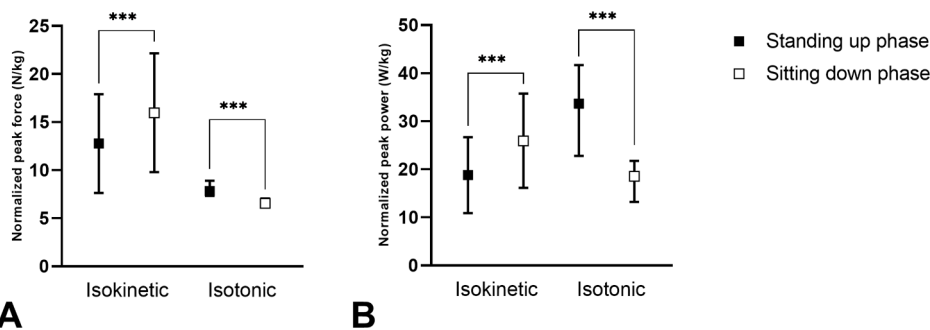 Normalized peak force (N/kg)
25
20
15
10
5
0
***
***
Isokinetic
Isotonic
A
Normalized peak power (W/kg)
50
40
30
20
10
0
***
***
Isokinetic
Isotonic
B
Standing up phase
Sitting down phase